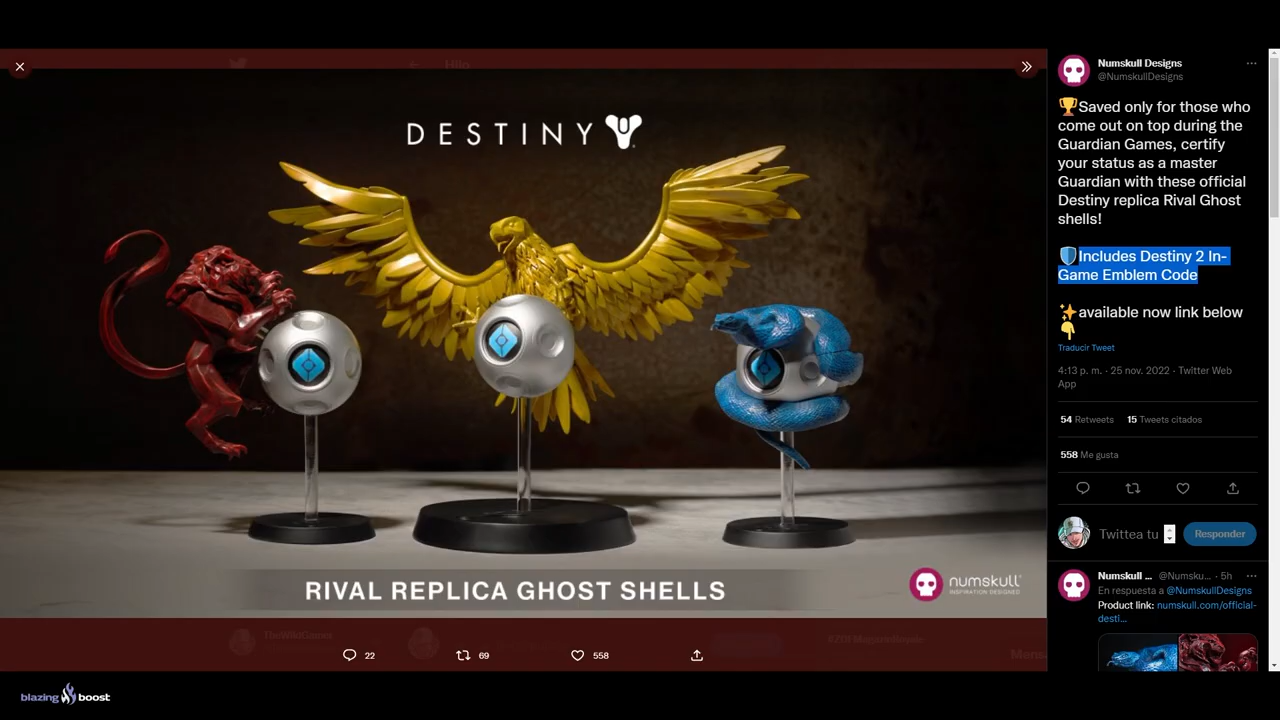 Hilo
DESTINY
RIVAL REPLICA GHOST SHELLS
numskull
INSPIRATION DESIGNED
TheWildGames
22
69
558
Mens
blazing boost
Numskull Designs
@NumskullDesigns
🏆Saved only for those who
come out on top during the
Guardian Games, certify
your status as a master
Guardian with these official
Destiny replica Rival Ghost
shells!
🛡️Includes Destiny 2 In-
Game Emblem Code
✨available now link below
👇
Traducir Tweet
4:13 p. m. · 25 nov. 2022 · Twitter Web
App
54 Retweets 15 Tweets citados
558 Me gusta
Twittea tu
Responder
Numskull ... @Numsku... · 5h
En respuesta a @NumskullDesigns
Product link: numskull.com/official-
desti...